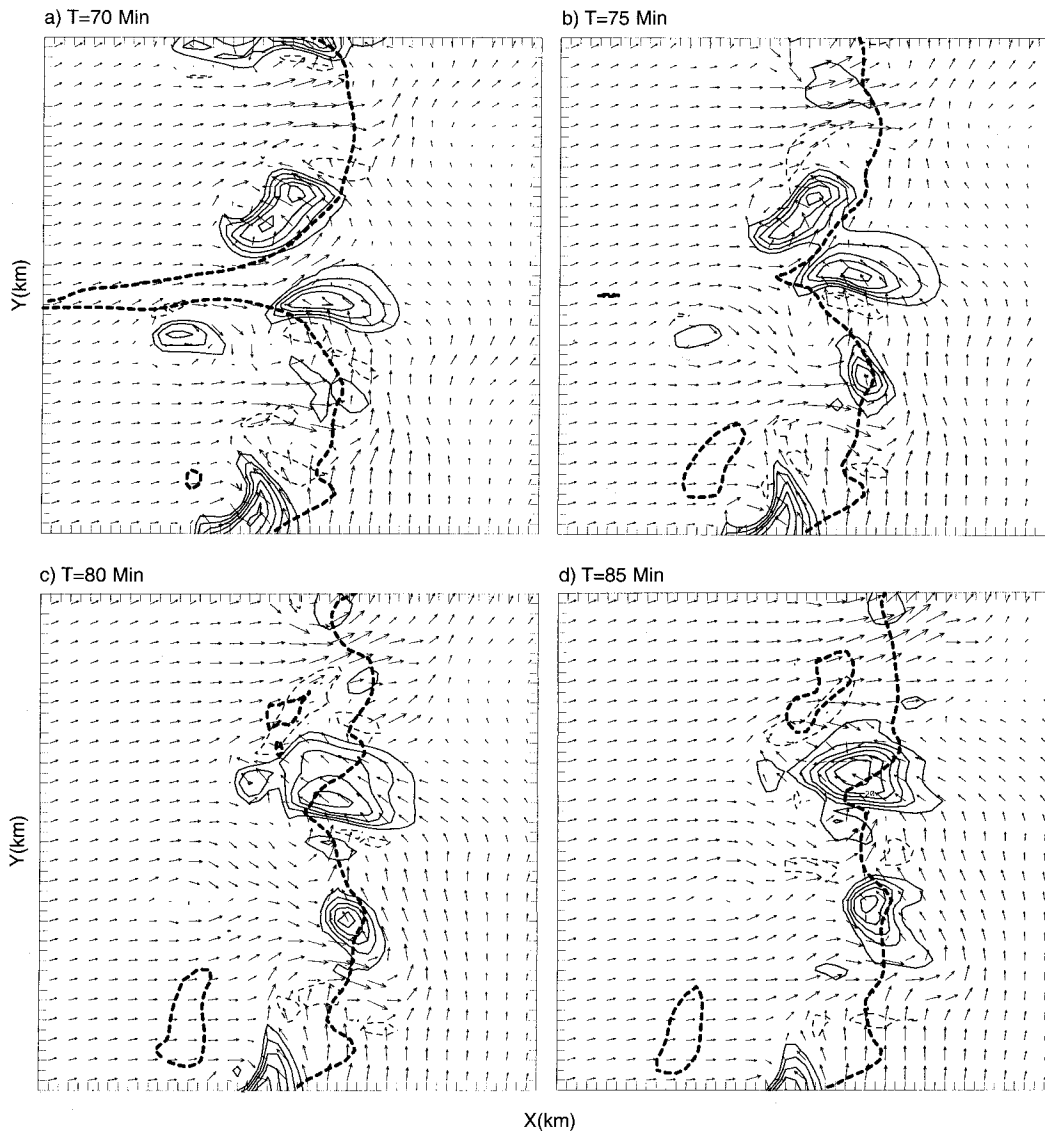 a) T=70 Min
b) T=75 Min
Y(km)
c) T=80 Min
d) T=85 Min
Y(km)
X(km)